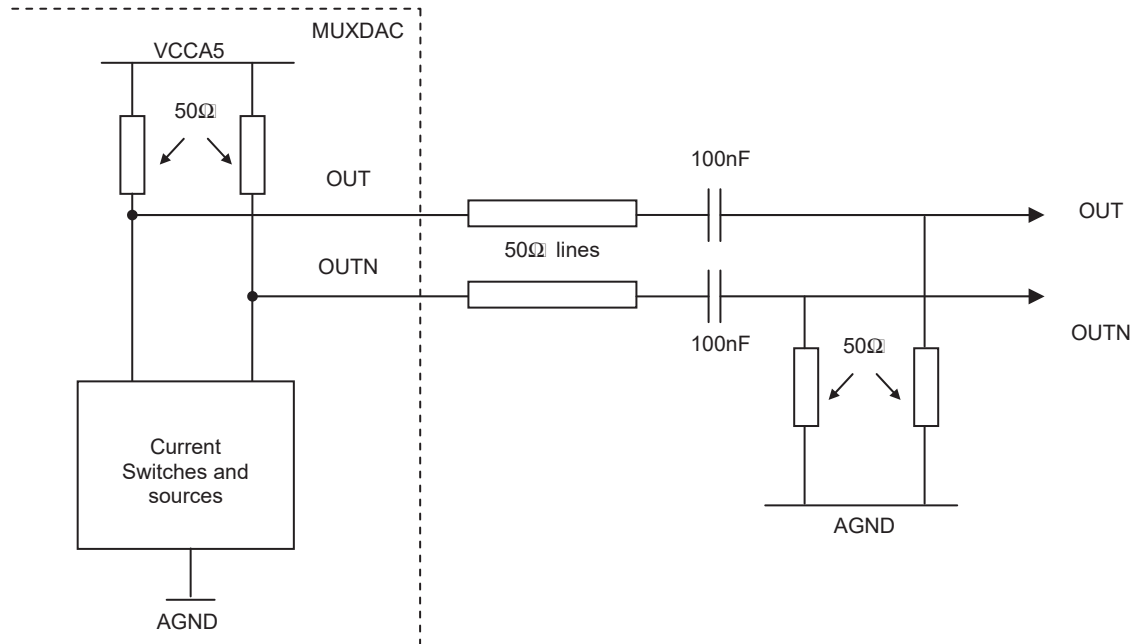 MUXDAC
VCCA5
50Ω
OUT
100nF
OUT
50Ω lines
OUTN
100nF
50Ω
OUTN
Current
Switches and
sources
AGND
AGND